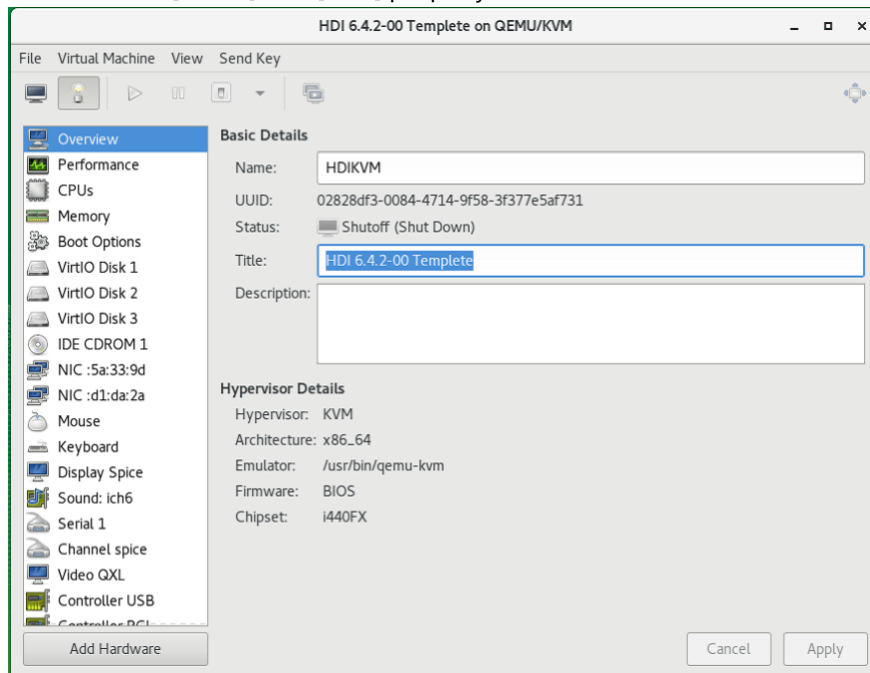 HDI 6.4.2-00 Templete on QEMU/KVM
File Virtual Machine View Send Key
Overview
Performance
CPUs
Memory
Boot Options
VirtIO Disk 1
VirtIO Disk 2
VirtIO Disk 3
IDE CDROM 1
NIC :5a:33:9d
NIC :d1:da:2a
Mouse
Keyboard
Display Spice
Sound: ich6
Serial 1
Channel spice
Video QXL
Controller USB
Controller PCI
Add Hardware
Basic Details
Name: HDIKVM
UUID: 02828df3-0084-4714-9f58-3f377e5af731
Status: Shutoff (Shut Down)
Title: HDI 6.4.2-00 Templete
Description:
Hypervisor Details
Hypervisor: KVM
Architecture: x86_64
Emulator: /usr/bin/qemu-kvm
Firmware: BIOS
Chipset: i440FX
Cancel Apply